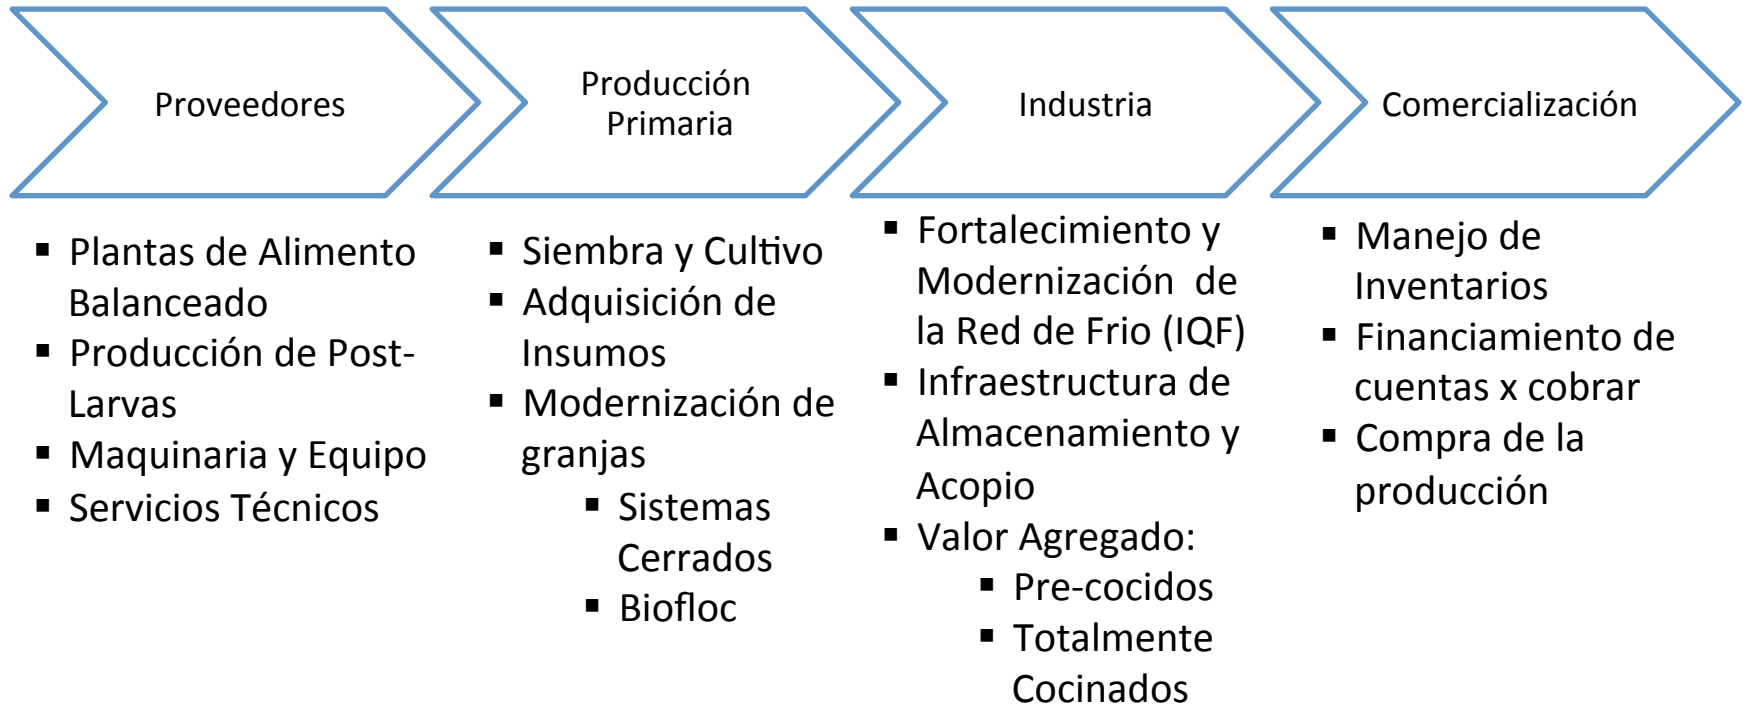 Proveedores
Producción
Primaria
Industria
Comercialización
▪ Plantas de Alimento
Balanceado
▪ Producción de Post-
Larvas
▪ Maquinaria y Equipo
▪ Servicios Técnicos
▪ Siembra y Cultivo
▪ Adquisición de
Insumos
▪ Modernización de
granjas
▪ Sistemas
Cerrados
▪ Biofloc
▪ Fortalecimiento y
Modernización de
la Red de Frio (IQF)
▪ Infraestructura de
Almacenamiento y
Acopio
▪ Valor Agregado:
▪ Pre-cocidos
▪ Totalmente
Cocinados
▪ Manejo de
Inventarios
▪ Financiamiento de
cuentas x cobrar
▪ Compra de la
producción